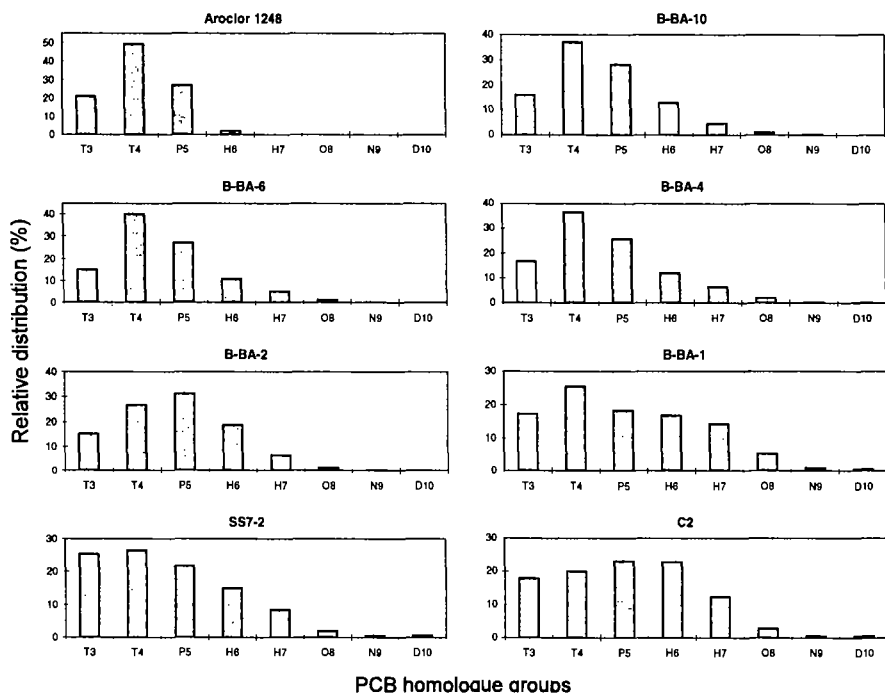 Aroclor 1248
50
40
30
20
10
0
T3 T4 P5 H6 H7 O8 N9 D10
B-BA-10
40
30
20
10
0
T3 T4 P5 H6 H7 O8 N9 D10
B-BA-6
40
30
20
10
0
T3 T4 P5 H6 H7 O8 N9 D10
B-BA-4
40
30
20
10
0
T3 T4 P5 H6 H7 O8 N9 D10
B-BA-2
40
30
20
10
0
T3 T4 P5 H6 H7 O8 N9 D10
B-BA-1
30
20
10
0
T3 T4 P5 H6 H7 O8 N9 D10
SS7-2
30
20
10
0
T3 T4 P5 H6 H7 O8 N9 D10
C2
30
20
10
0
T3 T4 P5 H6 H7 O8 N9 D10
Relative distribution (%)
PCB homologue groups